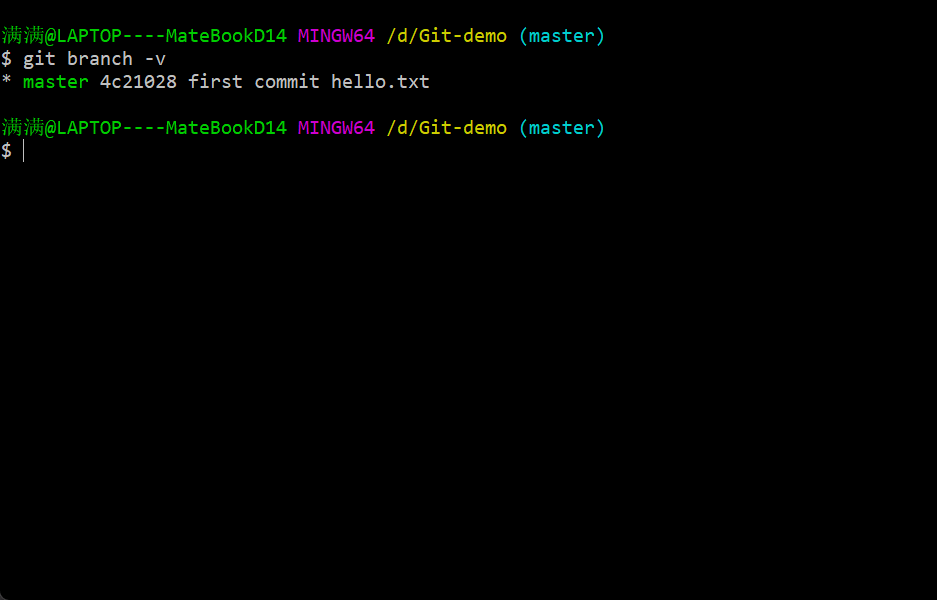 满满@LAPTOP----MateBookD14 MINGW64 /d/Git-demo (master)
$ git branch -v
* master 4c21028 first commit hello.txt
满满@LAPTOP----MateBookD14 MINGW64 /d/Git-demo (master)
$